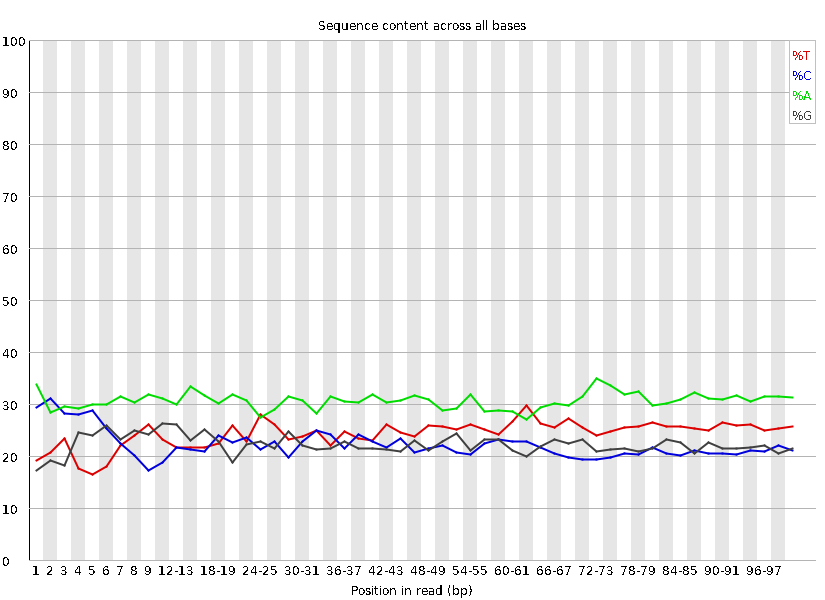 Sequence content across all bases
100
90
80
70
60
50
40
30
20
10
0
%T
%C
%A
%G
1 2 3 4 5 6 7 8 9 12-13 18-19 24-25 30-31 36-37 42-43 48-49 54-55 60-61 66-67 72-73 78-79 84-85 90-91 96-97
Position in read (bp)